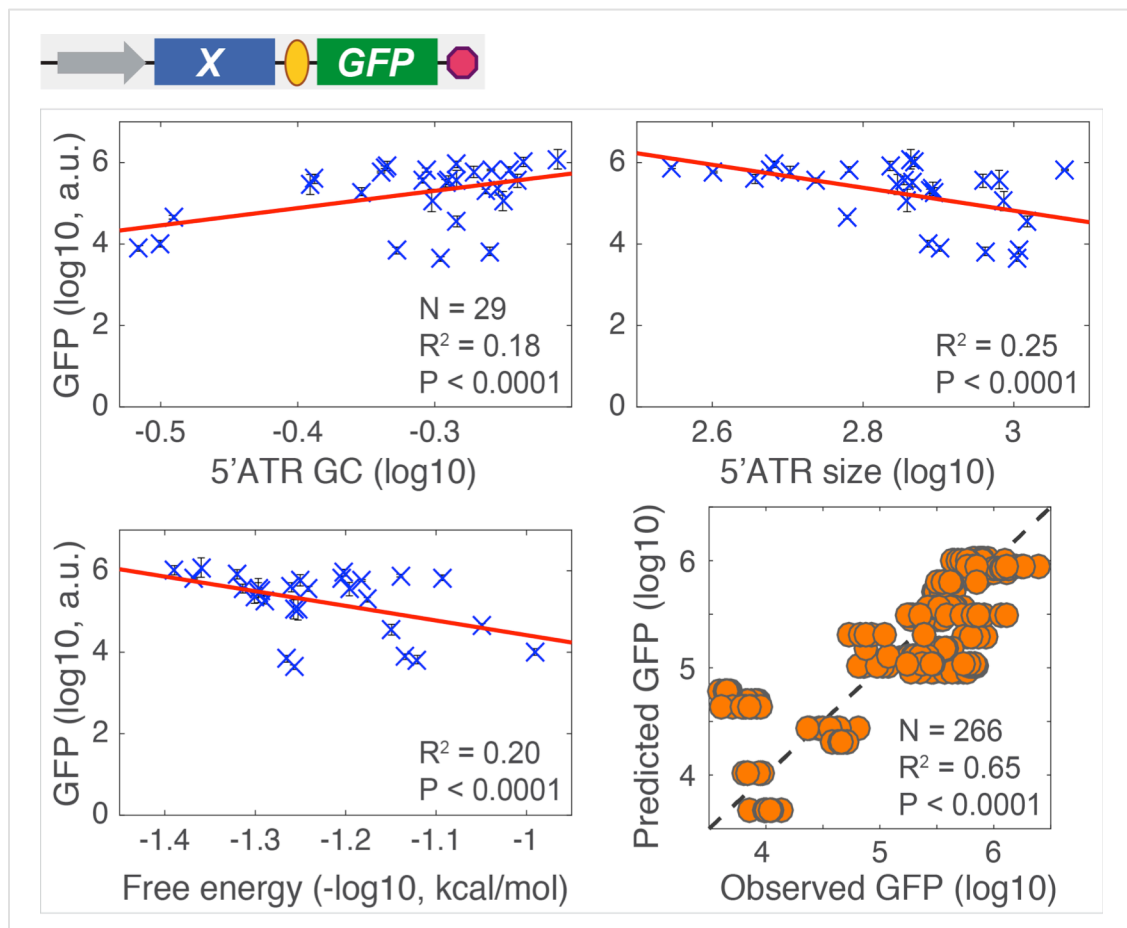 X GFP
GFP (log10, a.u.)
6
4
2
0
N = 29
R² = 0.18
P < 0.0001
-0.5
-0.4
-0.3
5'ATR GC (log10)
6
4
2
0
R² = 0.25
P < 0.0001
2.6
2.8
3
5'ATR size (log10)
GFP (log10, a.u.)
6
4
2
0
R² = 0.20
P < 0.0001
-1.4
-1.3
-1.2
-1.1
-1
Free energy (-log10, kcal/mol)
Predicted GFP (log10)
6
5
4
N = 266
R² = 0.65
P < 0.0001
4
5
6
Observed GFP (log10)